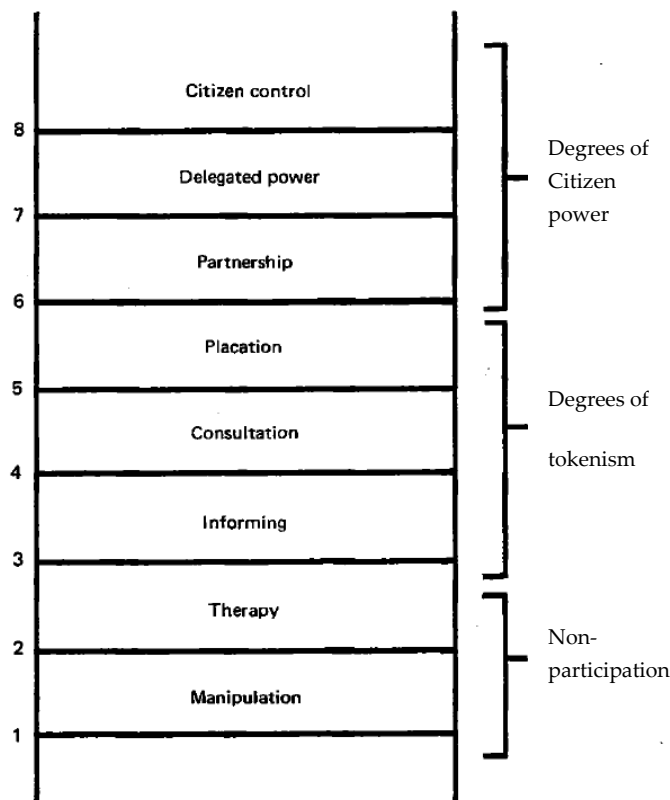 Citizen control
8
Delegated power
7
Partnership
6
Placation
5
Consultation
4
Informing
3
Therapy
2
Manipulation
1
Degrees of
Citizen
power
Degrees of
tokenism
Non-
participation